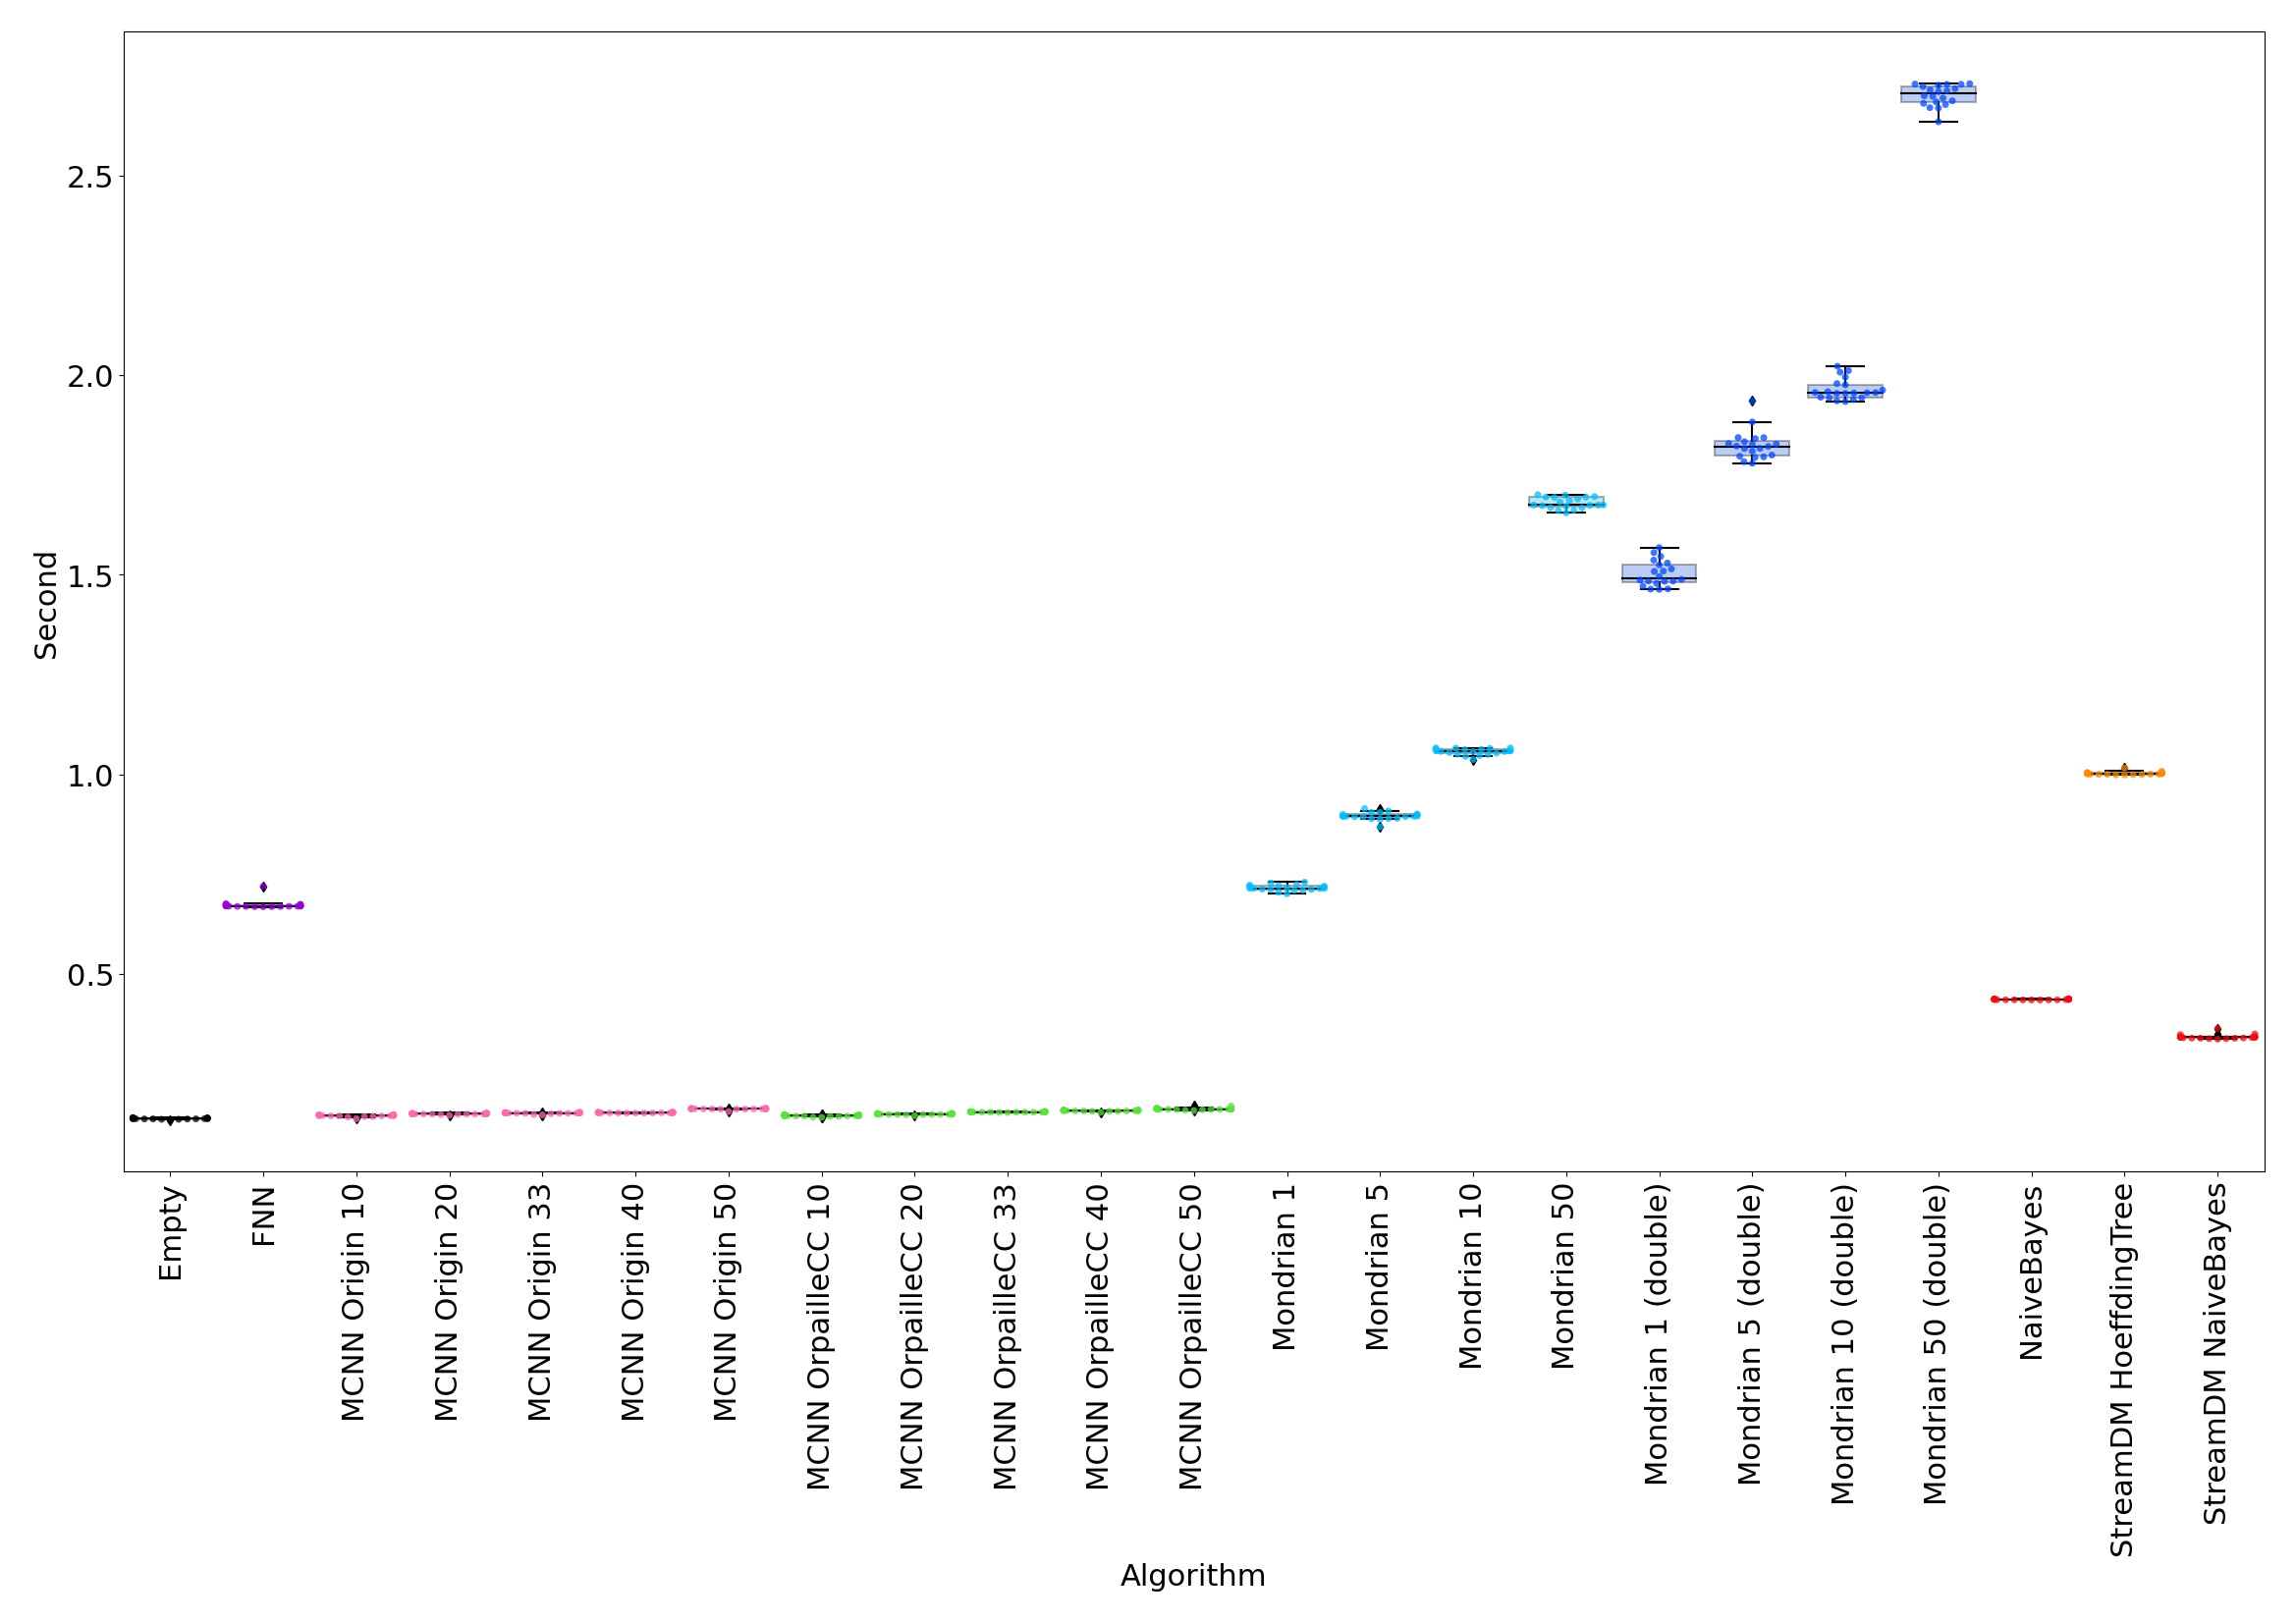 2.5
2.0
1.5
1.0
0.5
Second
Empty
FNN
MCNN Origin 10
MCNN Origin 20
MCNN Origin 33
MCNN Origin 40
MCNN Origin 50
MCNN OrpailleCC 10
MCNN OrpailleCC 20
MCNN OrpailleCC 33
MCNN OrpailleCC 40
MCNN OrpailleCC 50
Mondrian 1
Mondrian 5
Mondrian 10
Mondrian 50
Mondrian 1 (double)
Mondrian 5 (double)
Mondrian 10 (double)
Mondrian 50 (double)
NaiveBayes
StreamDM HoeffdingTree
StreamDM NaiveBayes
Algorithm